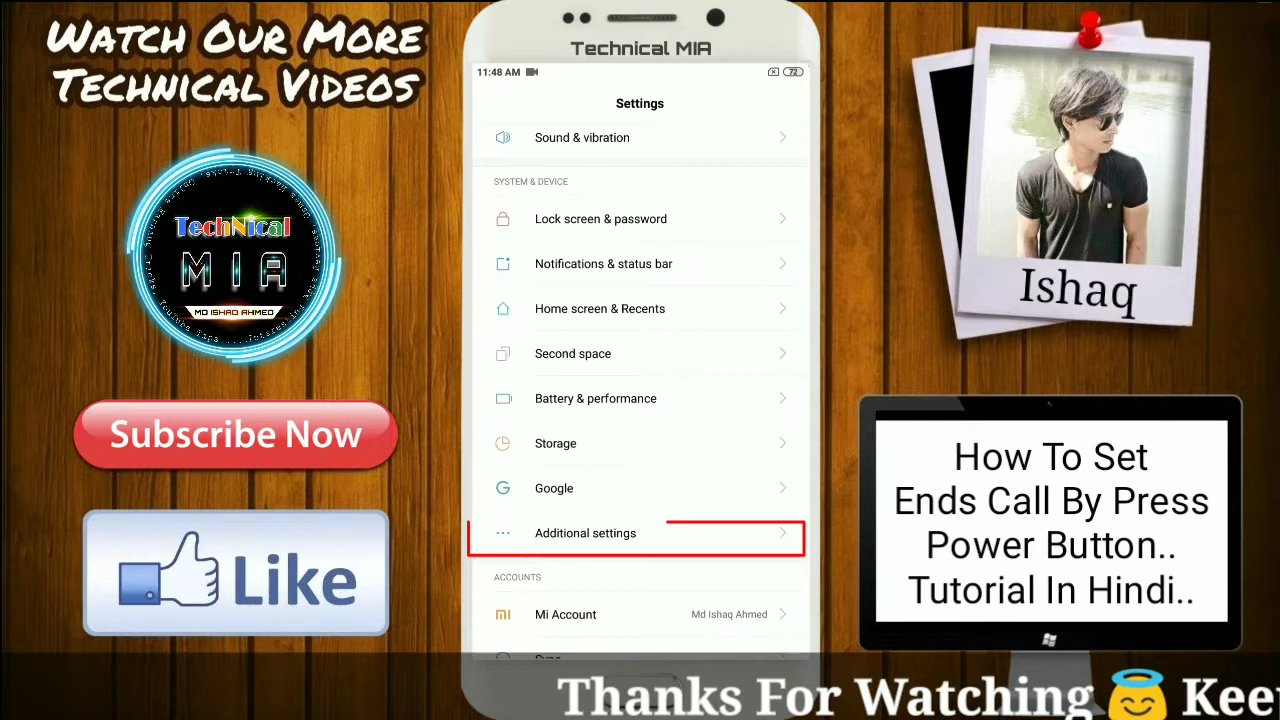 Watch Our More
Technical Videos
TechNical
MIA
MD ISHAQ AHMED
Subscribe Now
Like
Technical MIA
11:48 AM
72
Settings
Sound & vibration
SYSTEM & DEVICE
Lock screen & password
Notifications & status bar
Home screen & Recents
Second space
Battery & performance
Storage
Google
Additional settings
ACCOUNTS
Mi Account
Md Ishaq Ahmed
Sync
Ishaq
How To Set
Ends Call By Press
Power Button..
Tutorial In Hindi..
Thanks For Watching 😇 Kee